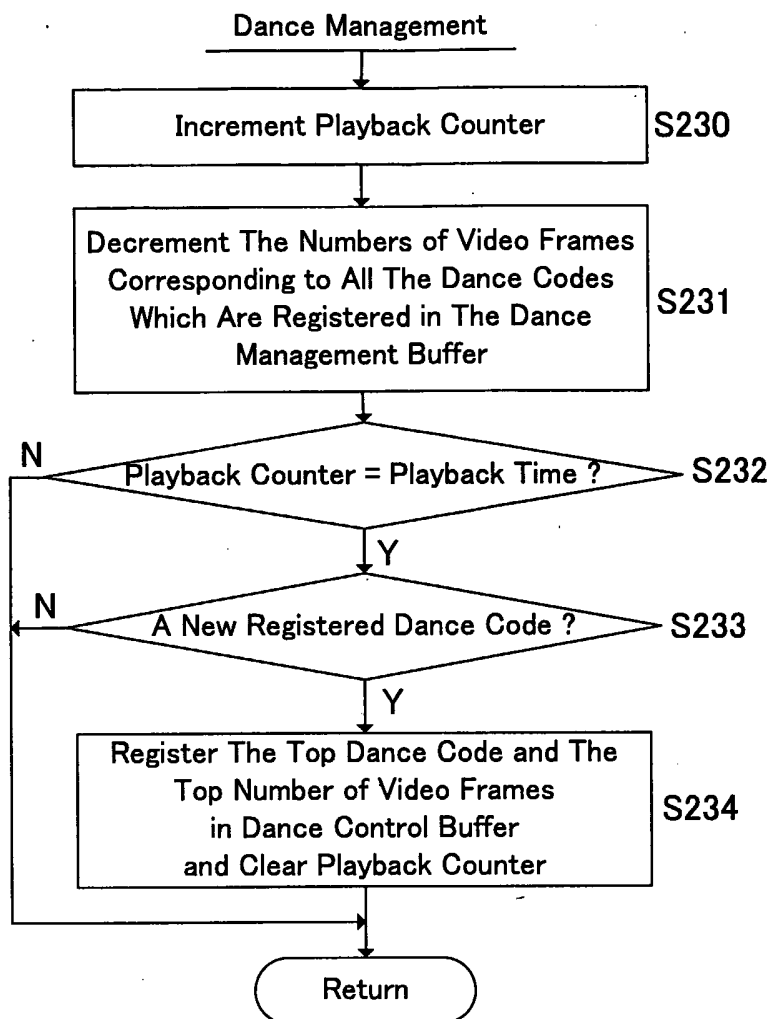 Dance Management
Increment Playback Counter
S230
Decrement The Numbers of Video Frames
Corresponding to All The Dance Codes
Which Are Registered in The Dance
Management Buffer
S231
N
Playback Counter = Playback Time ?
S232
Y
N
A New Registered Dance Code ?
S233
Y
Register The Top Dance Code and The
Top Number of Video Frames
in Dance Control Buffer
and Clear Playback Counter
S234
Return